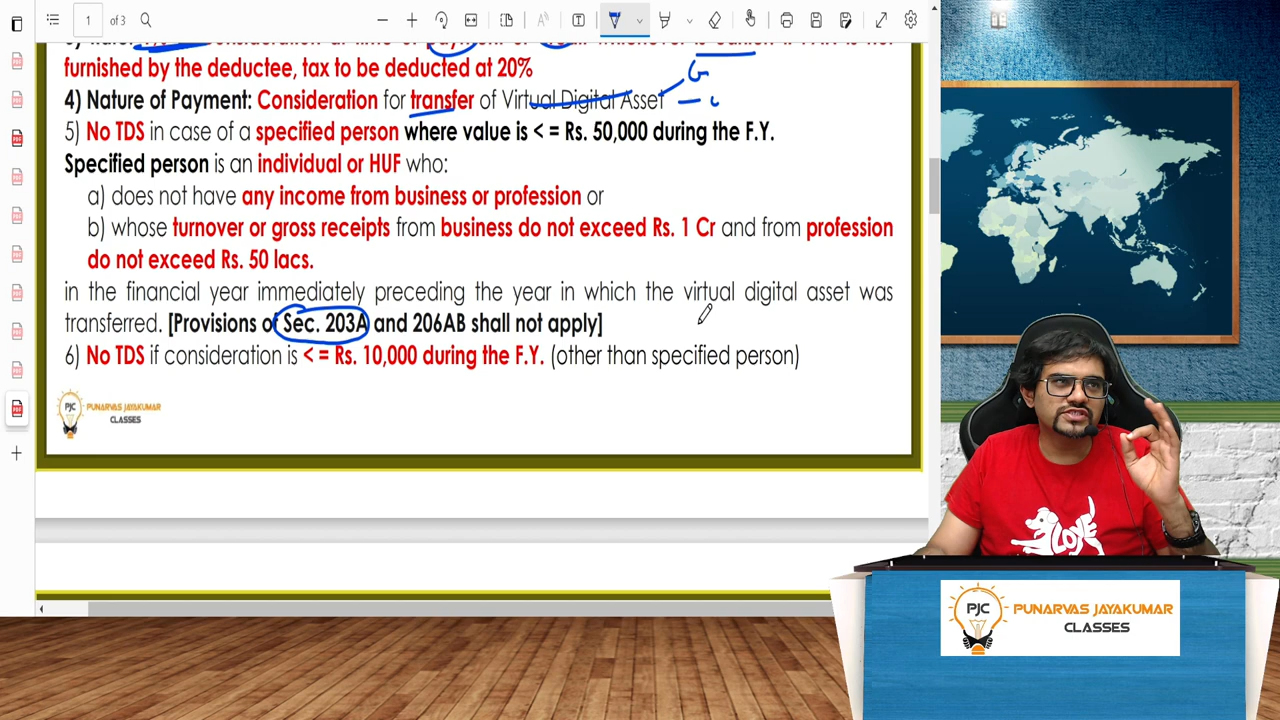 1
of 3
furnished by the deductee, tax to be deducted at 20%
4) Nature of Payment: Consideration for transfer of Virtual Digital Asset
5) No TDS in case of a specified person where value is < = Rs. 50,000 during the F.Y.
Specified person is an individual or HUF who:
a) does not have any income from business or profession or
b) whose turnover or gross receipts from business do not exceed Rs. 1 Cr and from profession
do not exceed Rs. 50 lacs.
in the financial year immediately preceding the year in which the virtual digital asset was
transferred. [Provisions of Sec. 203A and 206AB shall not apply]
6) No TDS if consideration is < = Rs. 10,000 during the F.Y. (other than specified person)
PJC
PUNARVAS JAYAKUMAR
CLASSES
LOVE
PJC
PUNARVAS JAYAKUMAR
CLASSES